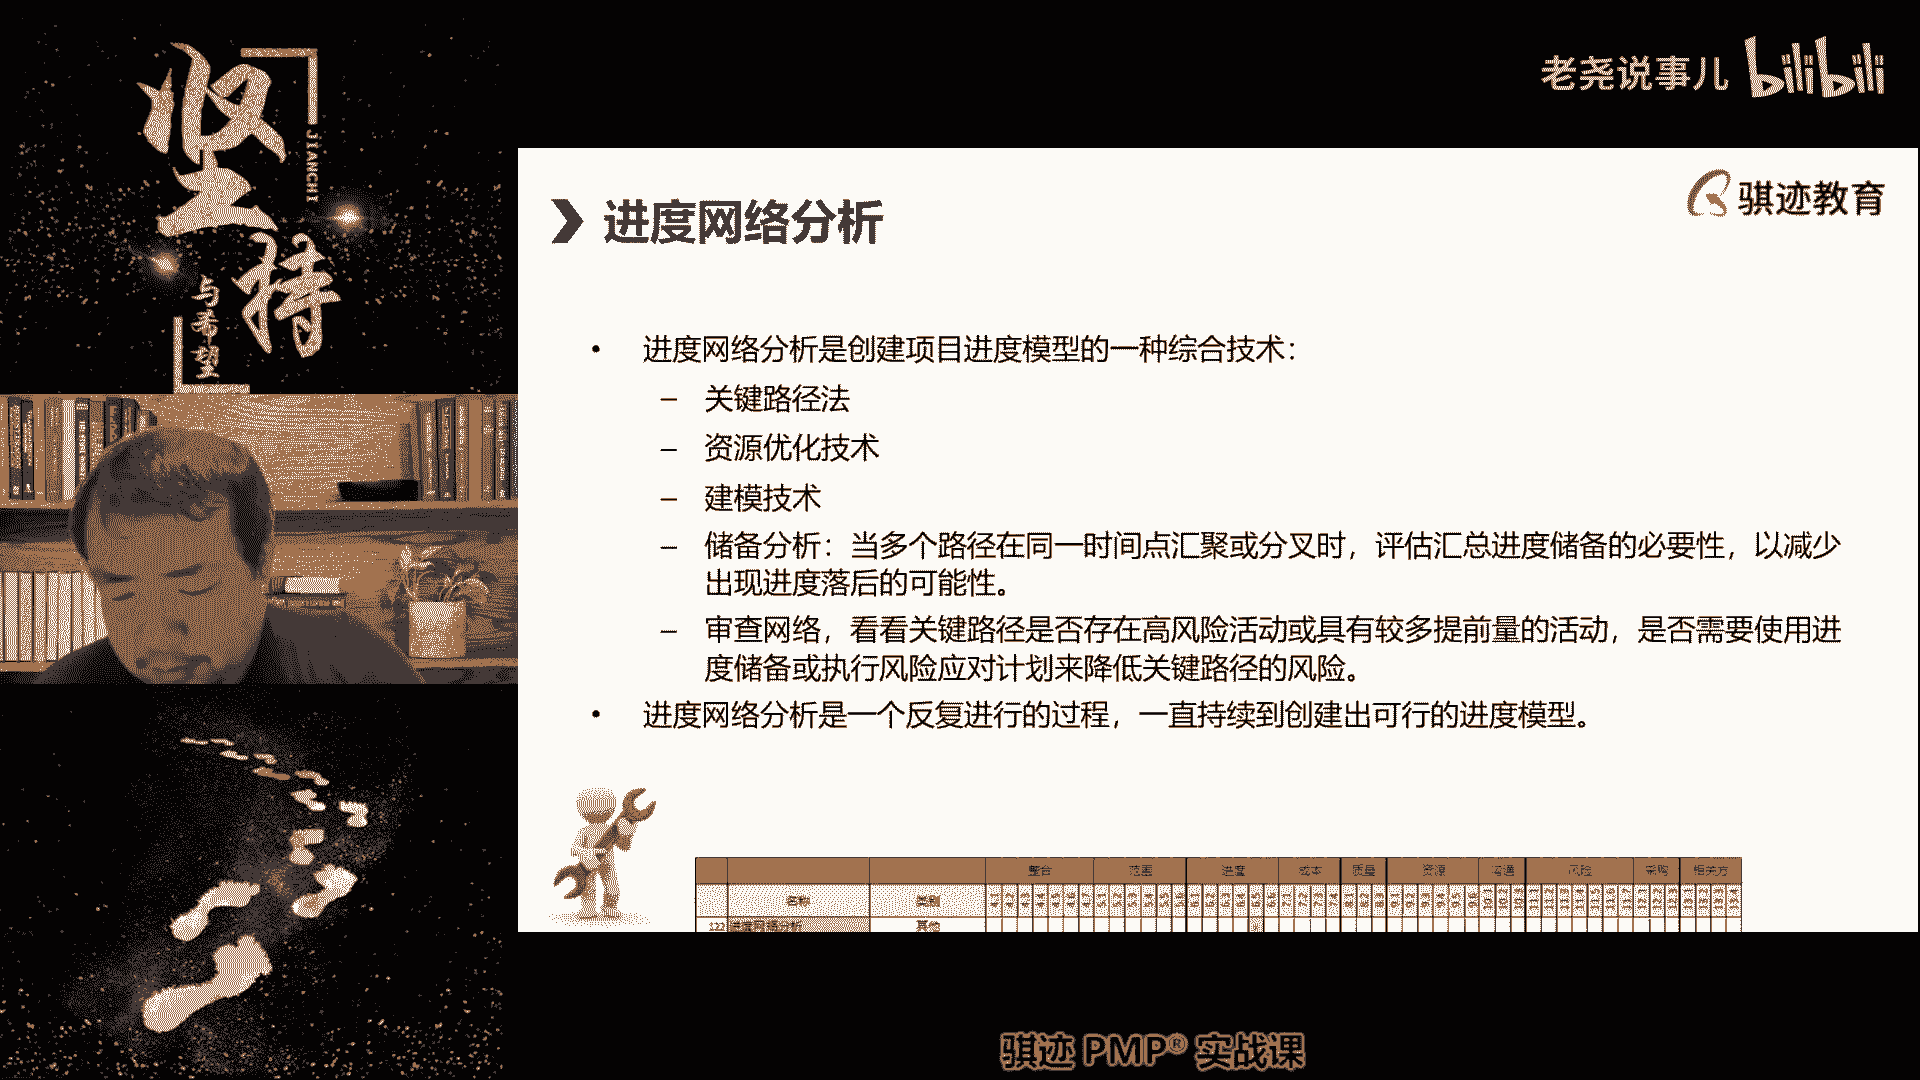 坚持
JIANCHI
与希望
老尧说事儿 bilibili
骐迹教育
进度网络分析
• 进度网络分析是创建项目进度模型的一种综合技术：
– 关键路径法
– 资源优化技术
– 建模技术
– 储备分析：当多个路径在同一时间点汇聚或分叉时，评估汇总进度储备的必要性，以减少
出现进度落后的可能性。
– 审查网络，看看关键路径是否存在高风险活动或具有较多提前量的活动，是否需要使用进
度储备或执行风险应对计划来降低关键路径的风险。
• 进度网络分析是一个反复进行的过程，一直持续到创建出可行的进度模型。
整合 范围 进度 成本 质量 资源 沟通 风险 采购 相关方
名称 类别
122 进度网络分析 其他
骐迹 PMP® 实战课